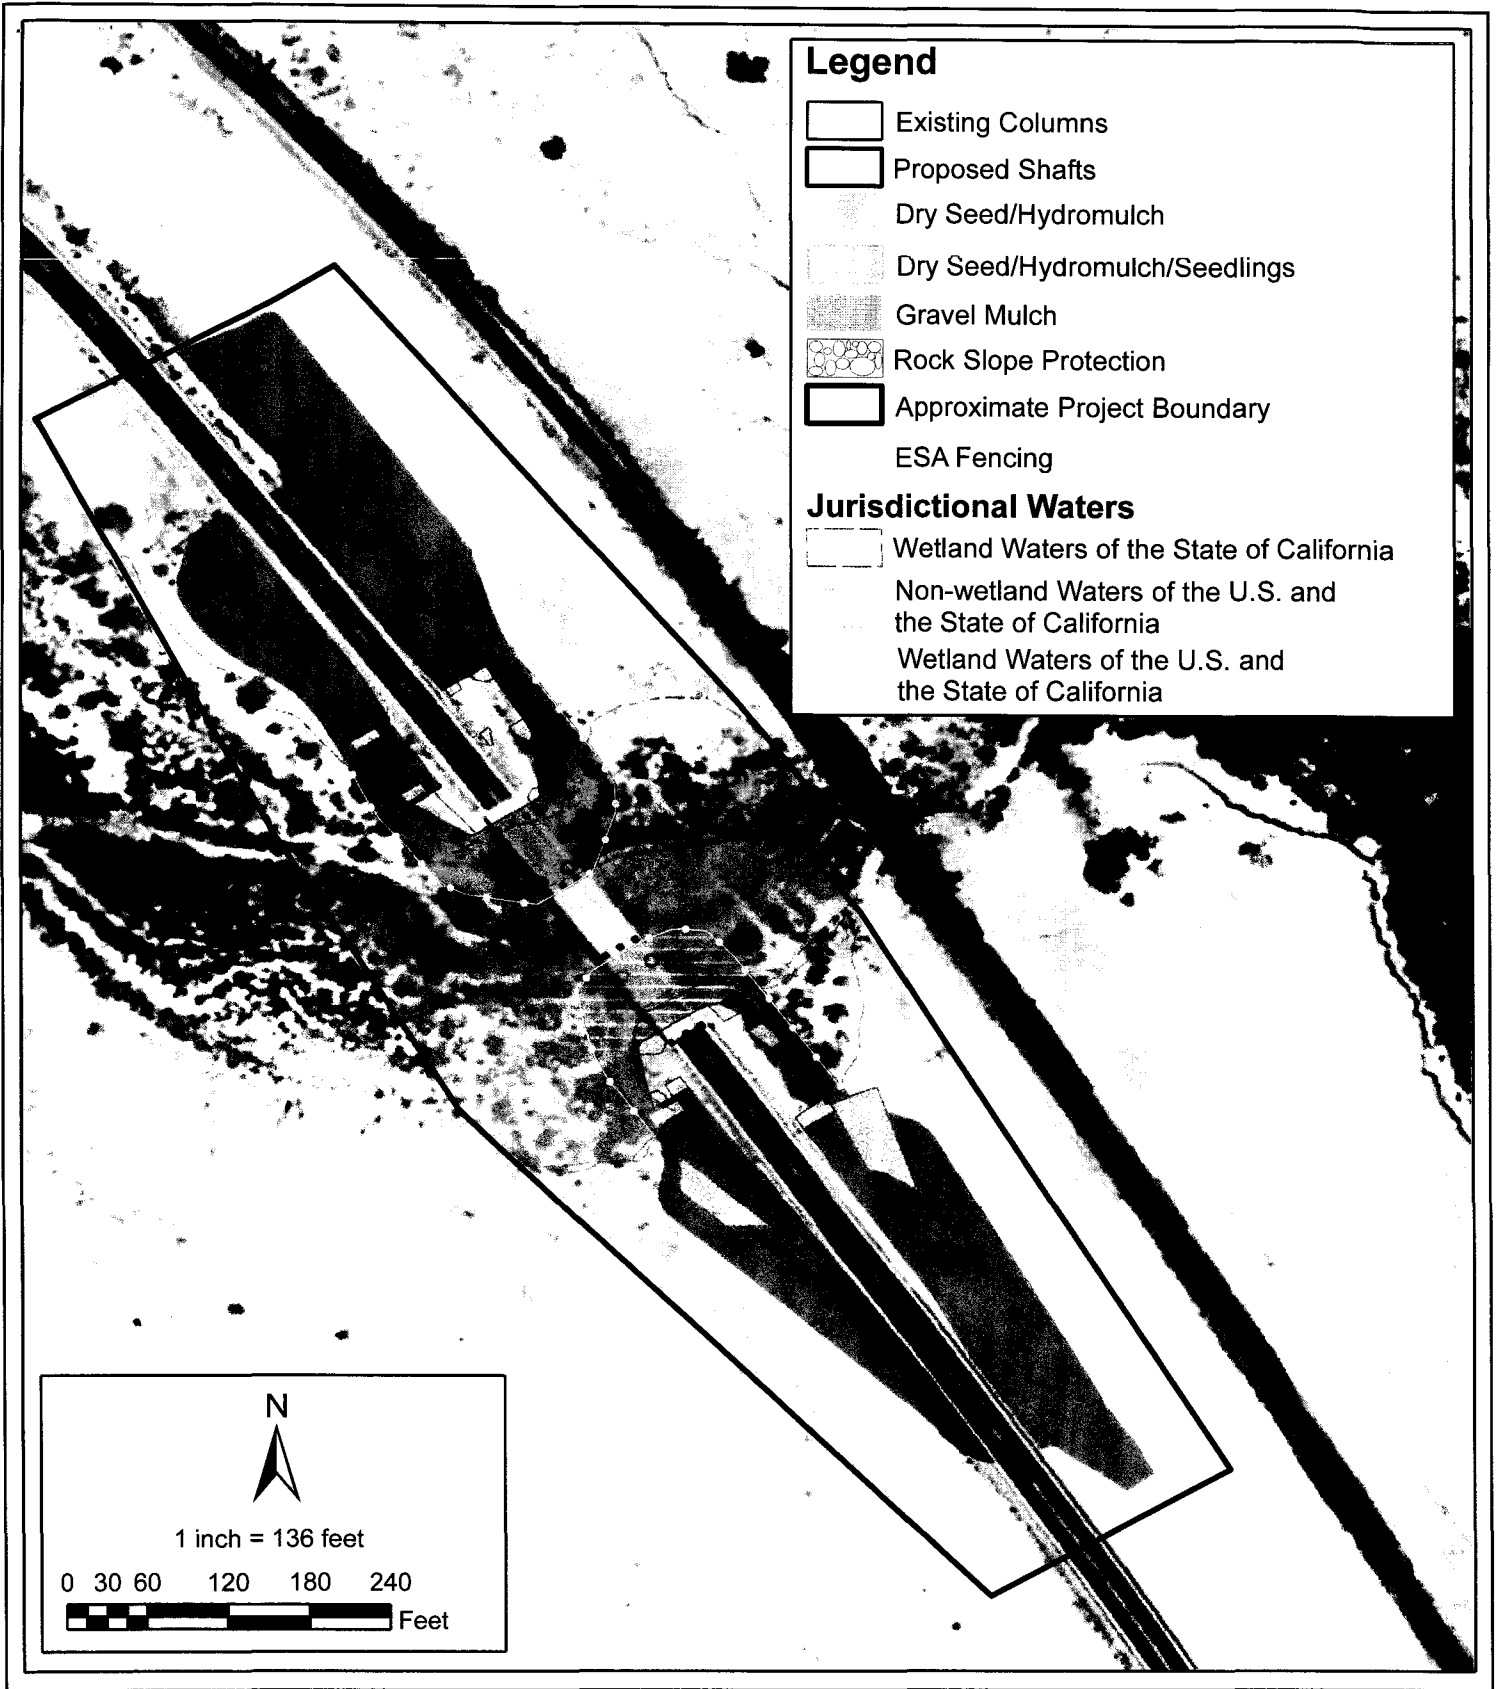 Legend
Existing Columns
Proposed Shafts
Dry Seed/Hydromulch
Dry Seed/Hydromulch/Seedlings
Gravel Mulch
Rock Slope Protection
Approximate Project Boundary
ESA Fencing
Jurisdictional Waters
Wetland Waters of the State of California
Non-wetland Waters of the U.S. and
the State of California
Wetland Waters of the U.S. and
the State of California
N
1 inch = 136 feet
0 30 60 120 180 240
Feet